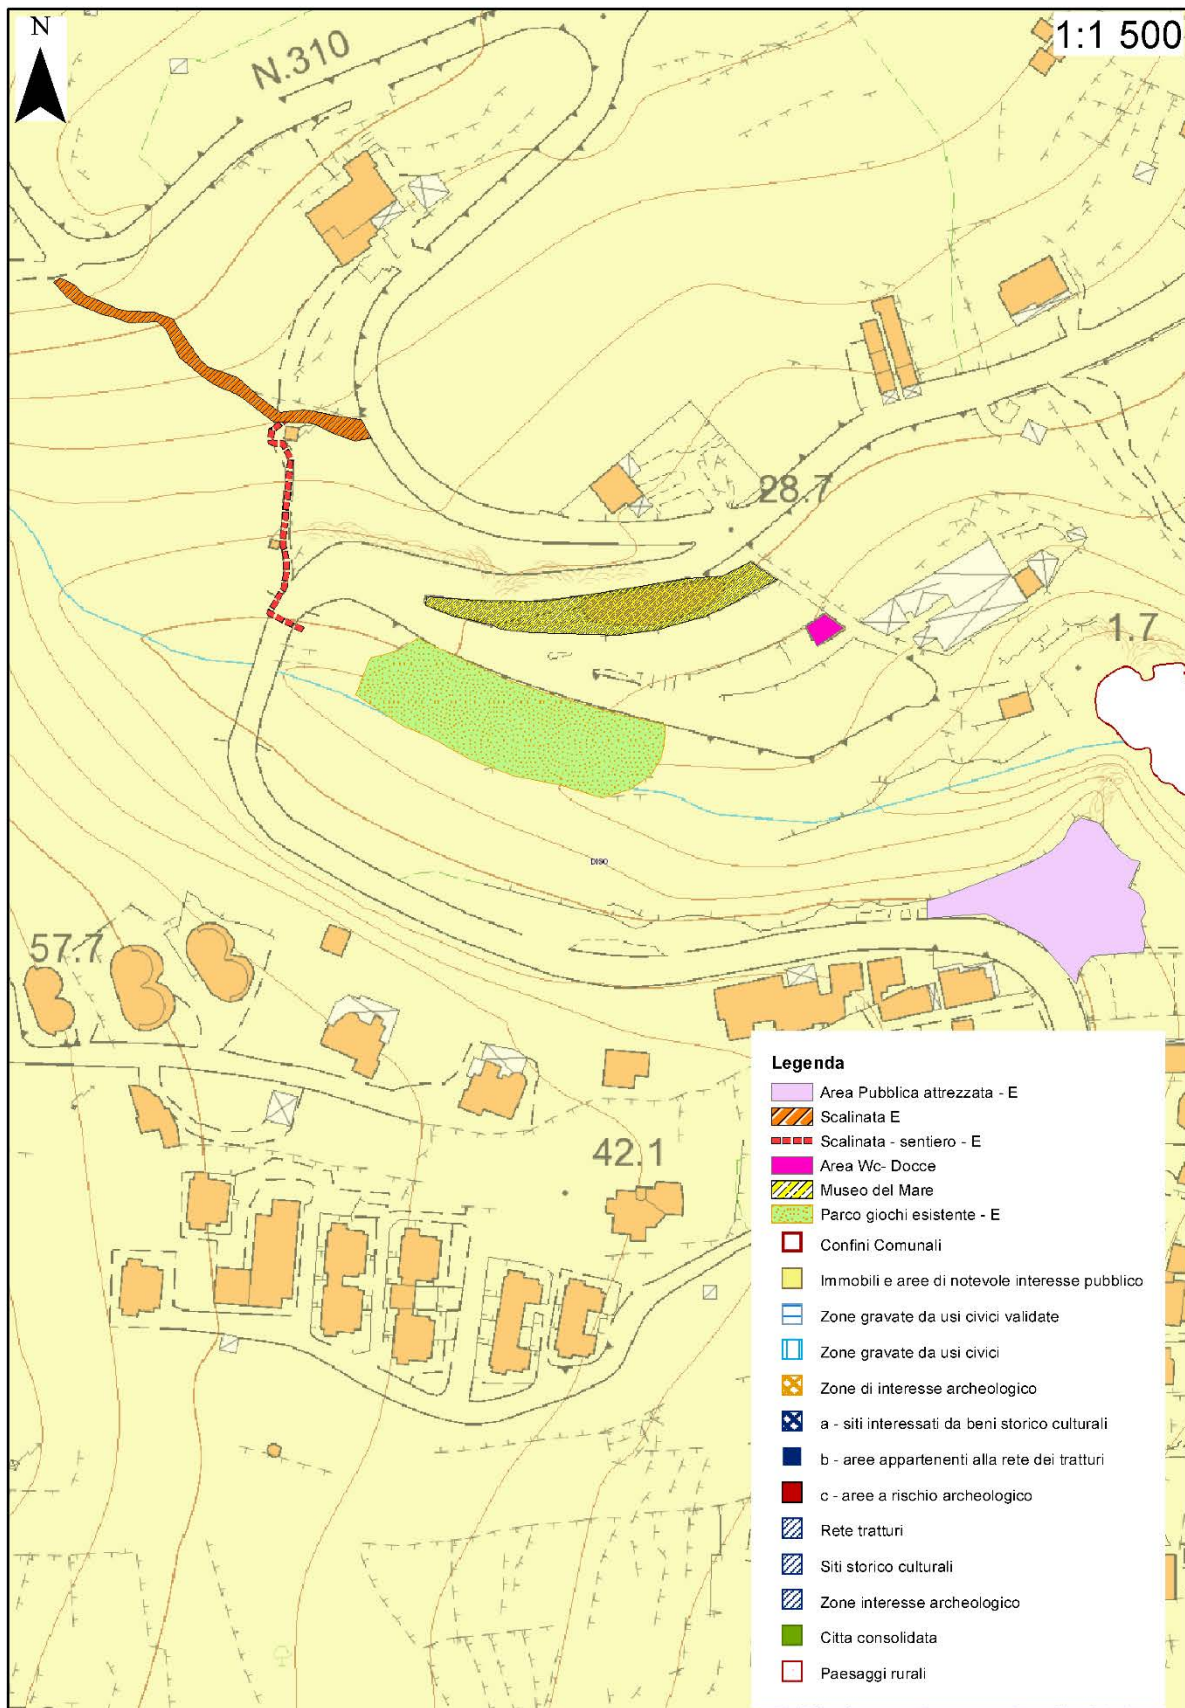 N
1:1 500
N.310
28.7
1.7
DISO
57.7
42.1
Legenda
Area Pubblica attrezzata - E
Scalinata E
Scalinata - sentiero - E
Area Wc- Docce
Museo del Mare
Parco giochi esistente - E
Confini Comunali
Immobili e aree di notevole interesse pubblico
Zone gravate da usi civici validate
Zone gravate da usi civici
Zone di interesse archeologico
a - siti interessati da beni storico culturali
b - aree appartenenti alla rete dei tratturi
c - aree a rischio archeologico
Rete tratturi
Siti storico culturali
Zone interesse archeologico
Citta consolidata
Paesaggi rurali